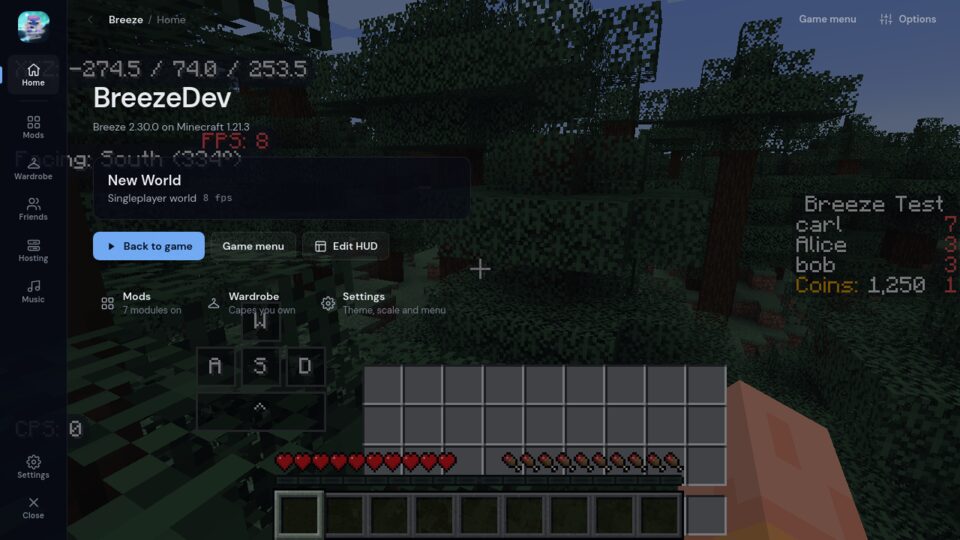 Breeze / Home
Game menu
Options
XYZ: -274.5 / 74.0 / 253.5
Home
BreezeDev
Breeze 2.30.0 on Minecraft 1.21.3
FPS: 8
Mods
Facing: South (334°)
Wardrobe
New World
Singleplayer world 8 fps
Friends
Hosting
Music
Back to game
Game menu
Edit HUD
Mods
7 modules on
Wardrobe
Capes you own
Settings
Theme, scale and menu
Breeze Test
carl 7
Alice 3
bob 3
Coins: 1,250 1
W
A S D
^
CPS: 0
Settings
Close